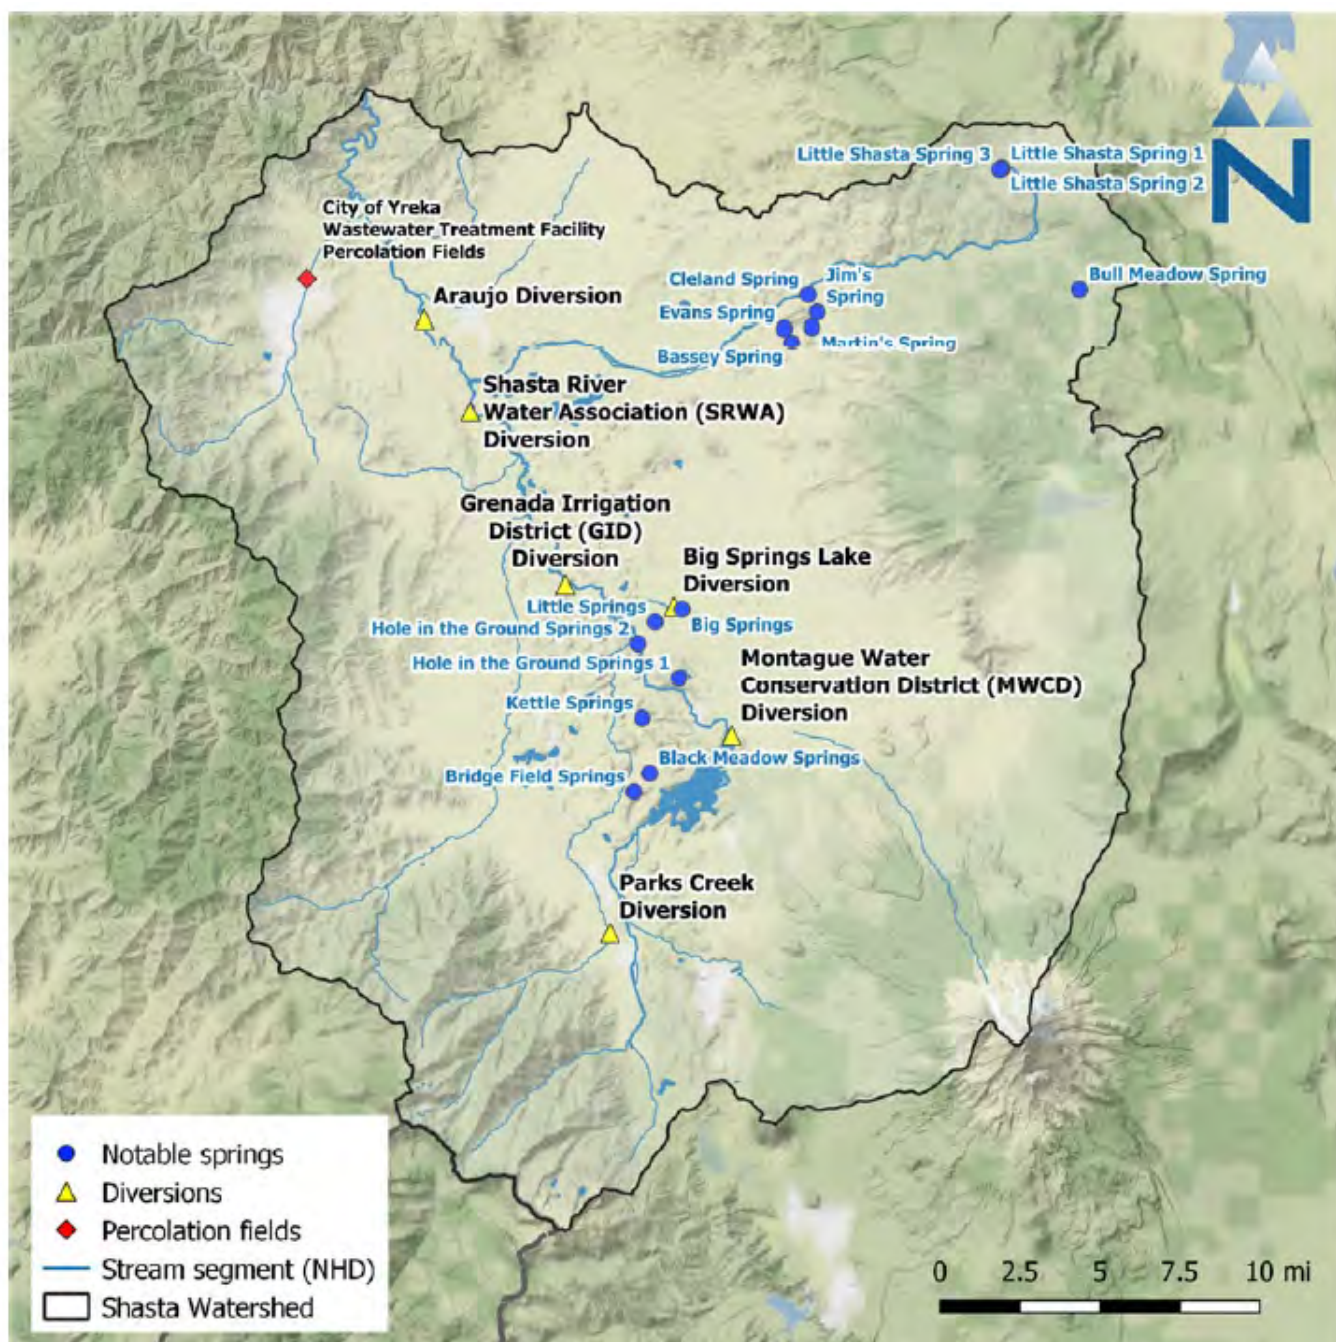 N
Little Shasta Spring 3
Little Shasta Spring 1
Little Shasta Spring 2
City of Yreka
Wastewater Treatment Facility
Percolation Fields
Bull Meadow Spring
Cleland Spring
Jim's
Spring
Araujo Diversion
Evans Spring
Martin's Spring
Bassey Spring
Shasta River
Water Association (SRWA)
Diversion
Grenada Irrigation
District (GID)
Diversion
Big Springs Lake
Diversion
Little Springs
Big Springs
Hole in the Ground Springs 2
Hole in the Ground Springs 1
Montague Water
Conservation District (MWCD)
Diversion
Kettle Springs
Black Meadow Springs
Bridge Field Springs
Parks Creek
Diversion
Notable springs
Diversions
Percolation fields
Stream segment (NHD)
Shasta Watershed
0 2.5 5 7.5 10 mi